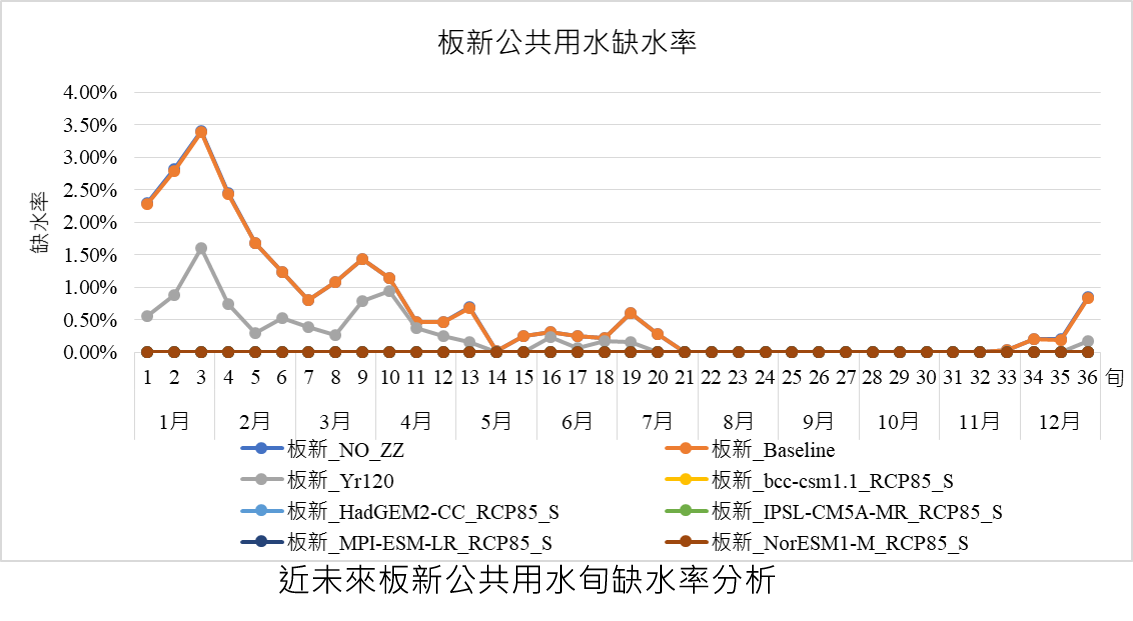 板新公共用水缺水率
缺水率
4.00%
3.50%
3.00%
2.50%
2.00%
1.50%
1.00%
0.50%
0.00%
1 2 3 4 5 6 7 8 9 10 11 12 13 14 15 16 17 18 19 20 21 22 23 24 25 26 27 28 29 30 31 32 33 34 35 36 旬
1月 2月 3月 4月 5月 6月 7月 8月 9月 10月 11月 12月
板新_NO_ZZ 板新_Baseline
板新_Yr120 板新_bcc-csm1.1_RCP85_S
板新_HadGEM2-CC_RCP85_S 板新_IPSL-CM5A-MR_RCP85_S
板新_MPI-ESM-LR_RCP85_S 板新_NorESM1-M_RCP85_S
近未來板新公共用水旬缺水率分析